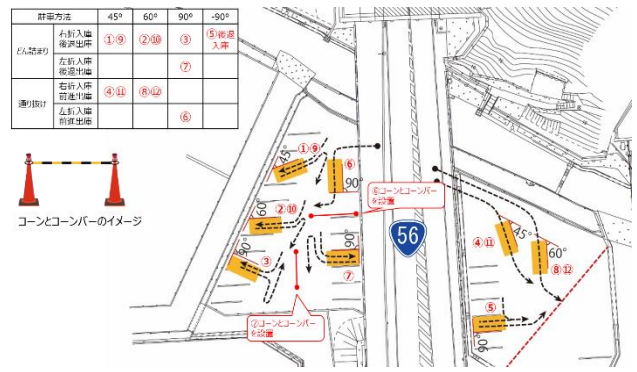 駐車方法 45° 60° 90° -90°
どん詰まり 右折入庫 後退出庫 ①⑨ ②⑩ ③ ⑤後退入庫
左折入庫 後退出庫 ⑦
通り抜け 右折入庫 前進出庫 ④⑪ ⑧⑫
左折入庫 前進出庫 ⑥
コーンとコーンバーのイメージ
①⑨
45°
⑥
90°
②⑩
60°
⑥コーンとコーンバー
を設置
③
90°
90°
⑦
⑦コーンとコーンバー
を設置
56
④⑪
45°
60°
⑧⑫
⑤
90°